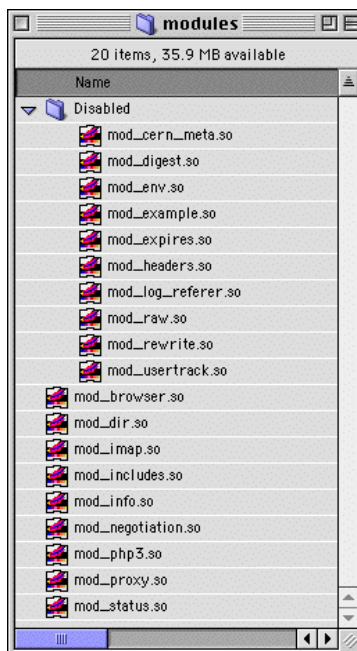 modules
20 items, 35.9 MB available
Name
Disabled
mod_cern_meta.so
mod_digest.so
mod_env.so
mod_example.so
mod_expires.so
mod_headers.so
mod_log_referer.so
mod_raw.so
mod_rewrite.so
mod_usertrack.so
mod_browser.so
mod_dir.so
mod_imap.so
mod_includes.so
mod_info.so
mod_negotiation.so
mod_php3.so
mod_proxy.so
mod_status.so